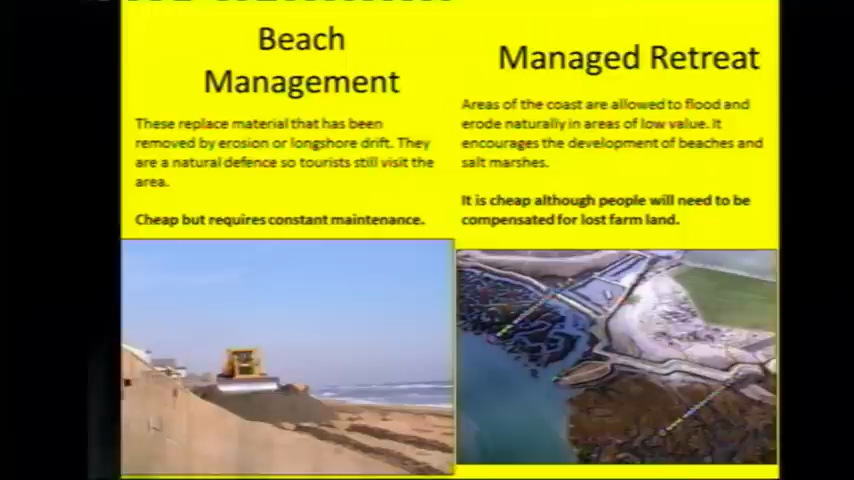 Beach
Management
These replace material that has been
removed by erosion or longshore drift. They
are a natural defence so tourists still visit the
area.
Cheap but requires constant maintenance.
Managed Retreat
Areas of the coast are allowed to flood and
erode naturally in areas of low value. It
encourages the development of beaches and
salt marshes.
It is cheap although people will need to be
compensated for lost farm land.